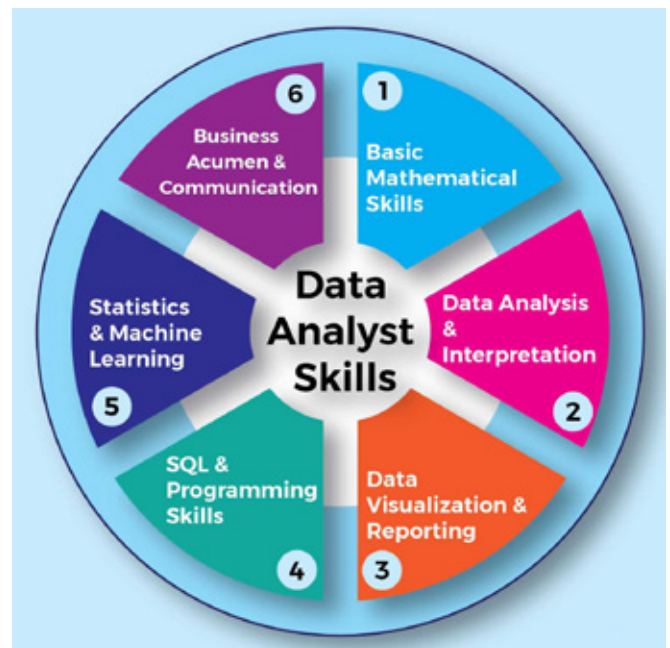 Data
Analyst
Skills
1
Basic
Mathematical
Skills
2
Data Analysis
&
Interpretation
3
Data
Visualization &
Reporting
4
SQL &
Programming
Skills
5
Statistics
& Machine
Learning
6
Business
Acumen &
Communication